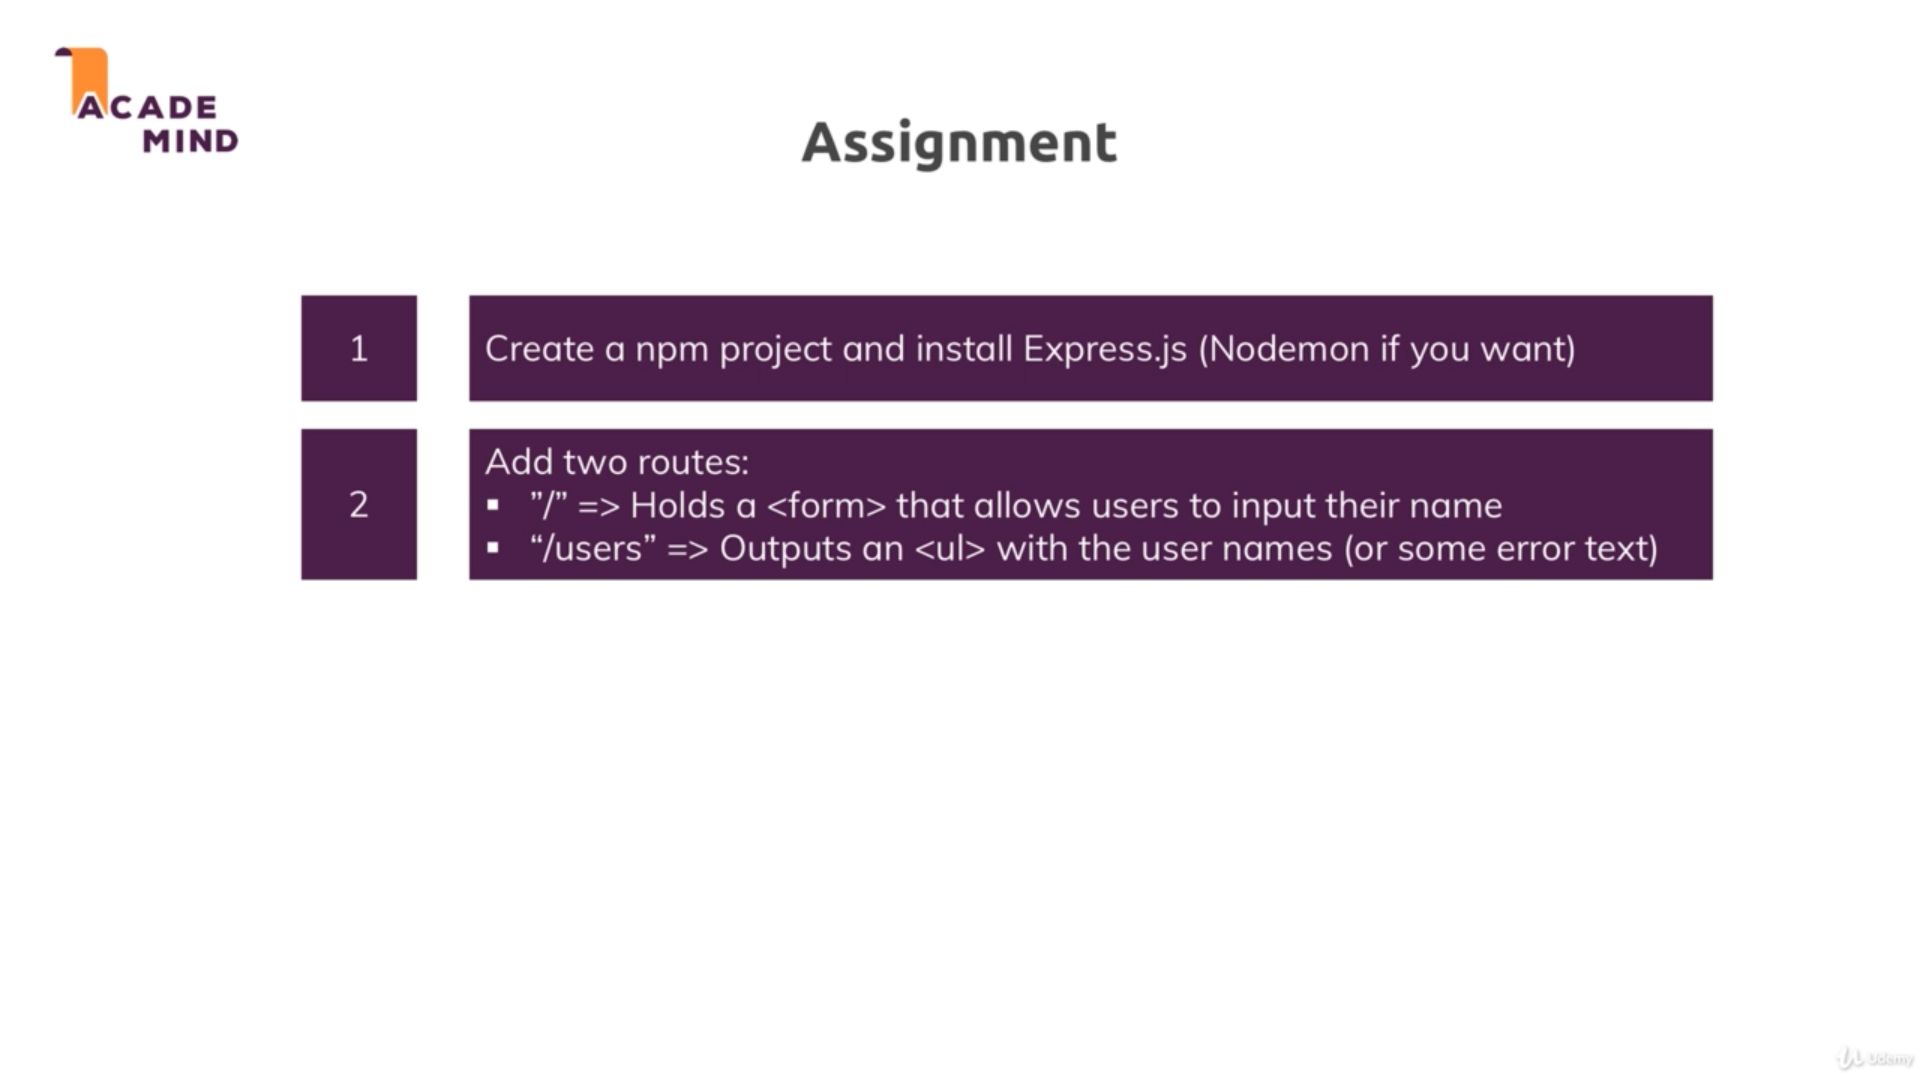 ACADE
MIND
Assignment
1
Create a npm project and install Express.js (Nodemon if you want)
2
Add two routes:
▪ ”/” => Holds a <form> that allows users to input their name
▪ “/users” => Outputs an <ul> with the user names (or some error text)
Udemy